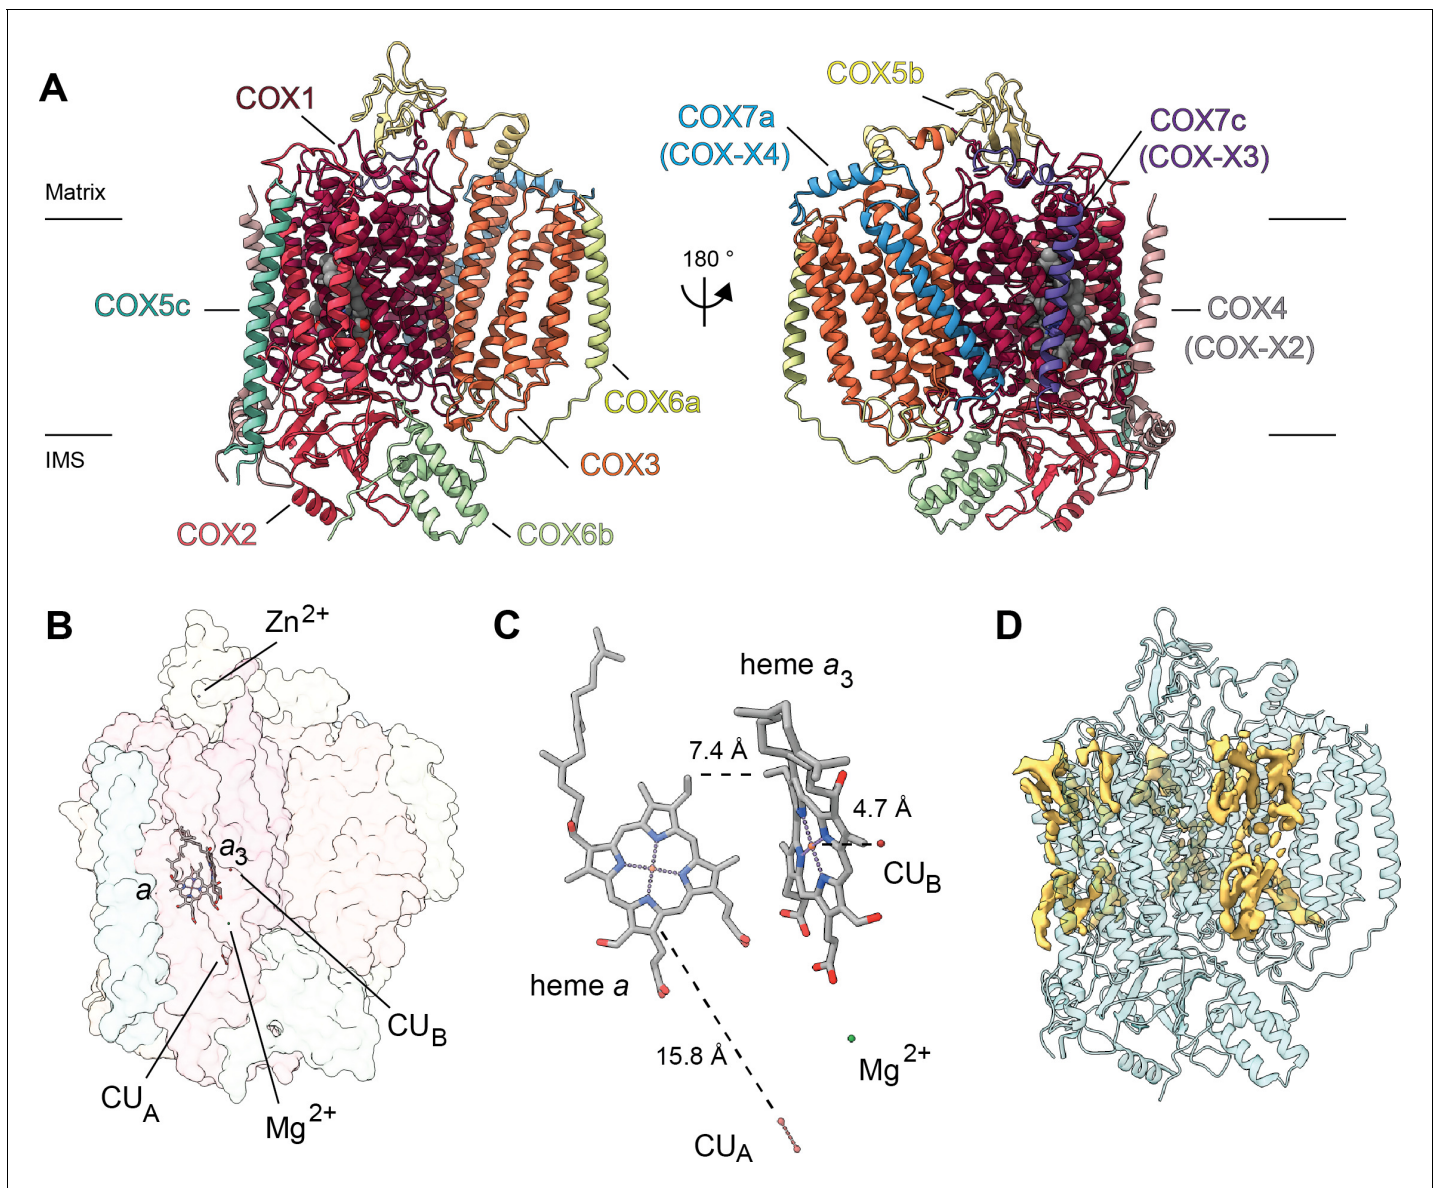 A
COX1
COX5b
COX7a
(COX-X4)
COX7c
(COX-X3)
Matrix
180 °
COX5c
COX4
(COX-X2)
COX6a
IMS
COX3
COX2
COX6b
B
Zn2+
a3
a
CUB
CUA
Mg2+
C
heme a3
7.4 Å
4.7 Å
CUB
heme a
15.8 Å
Mg2+
CUA
D